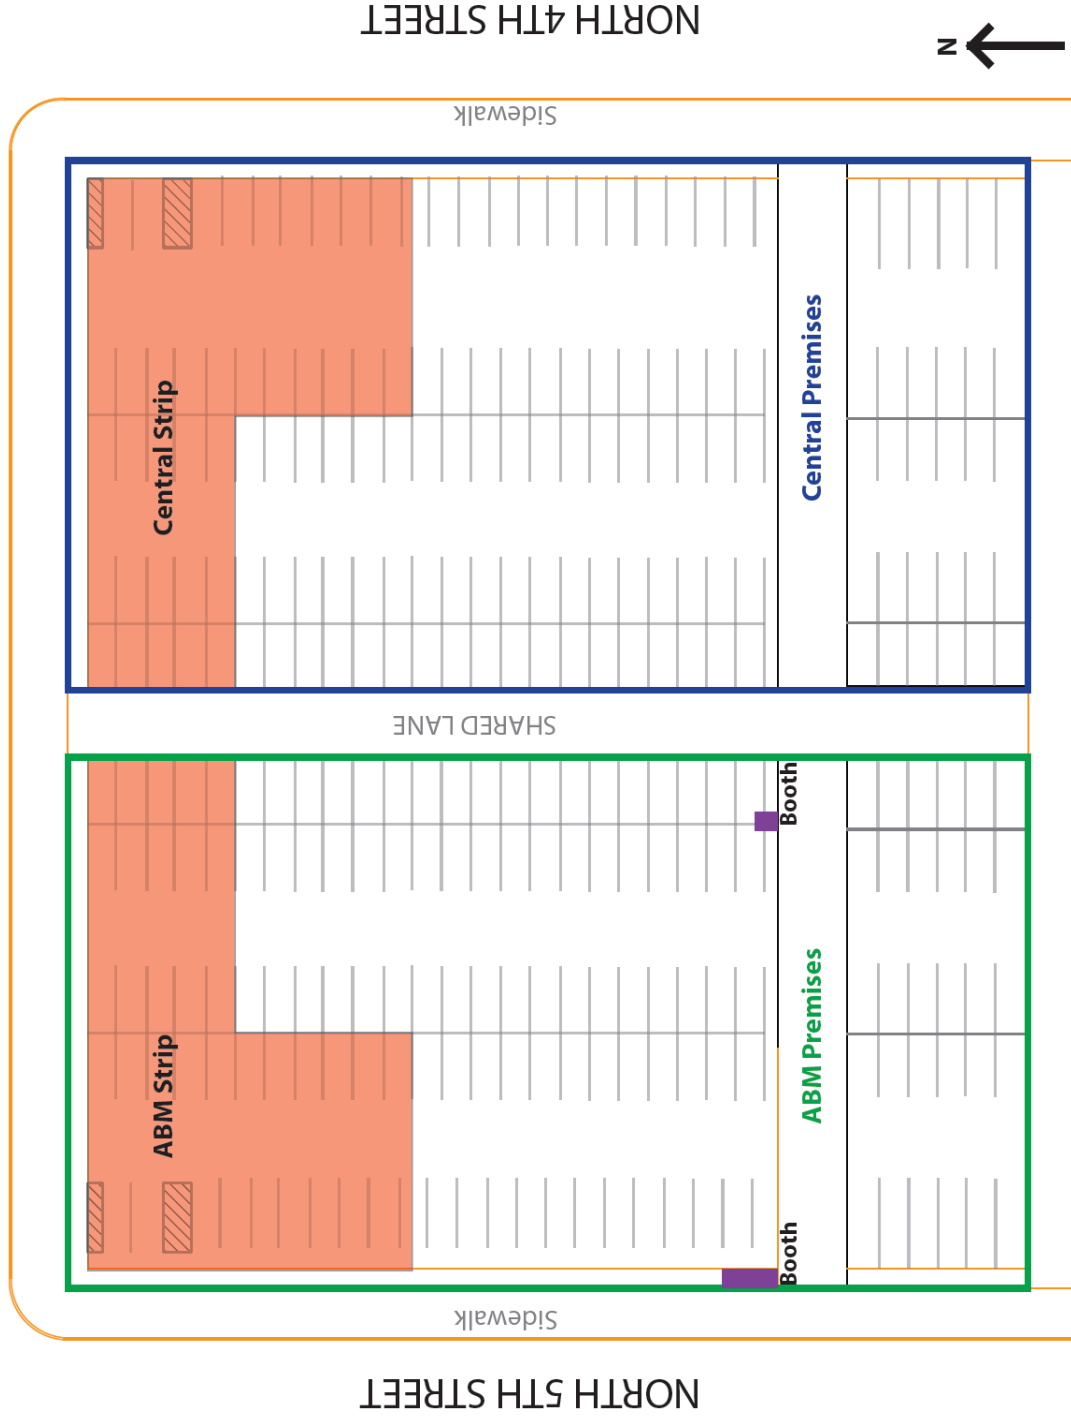 NORTH 4TH STREET
N
Sidewalk
Central Strip
Central Premises
SHARED LANE
Booth
ABM Strip
ABM Premises
Booth
Sidewalk
NORTH 5TH STREET